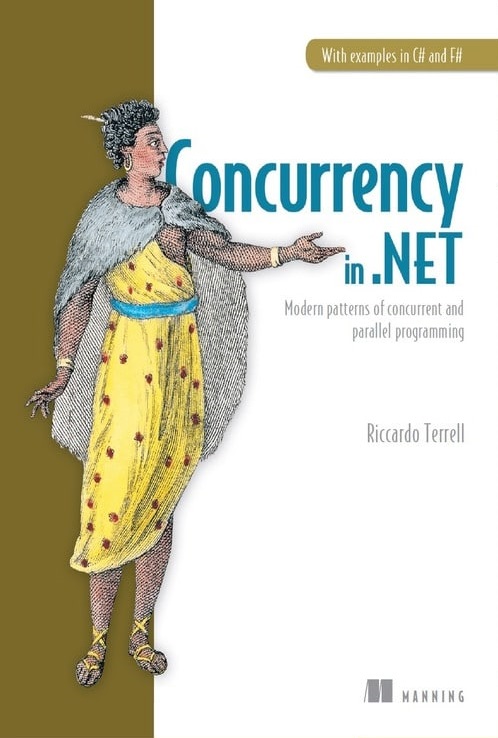 With examples in C# and F#
Concurrency
in .NET
Modern patterns of concurrent and
parallel programming
Riccardo Terrell
MANNING